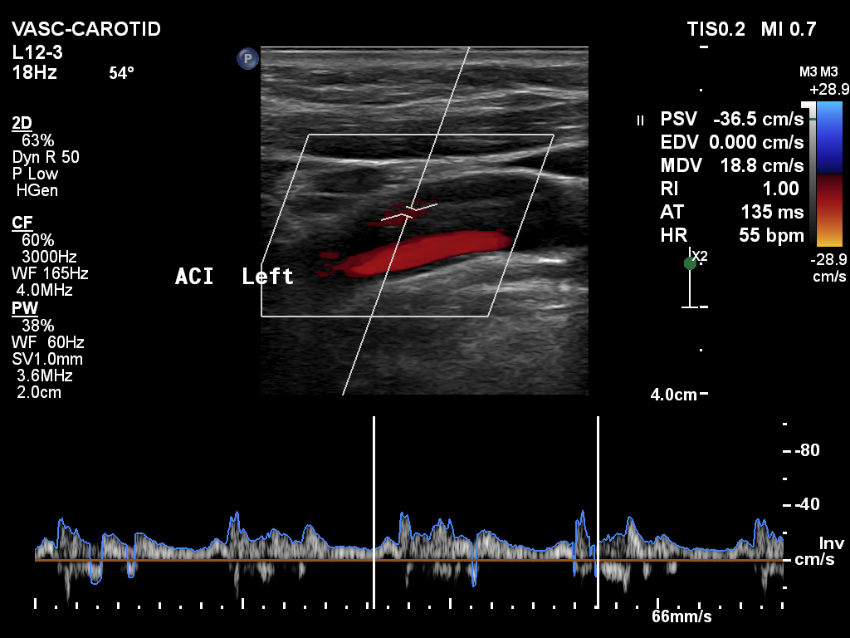 VASC-CAROTID
TIS0.2 MI 0.7
L12-3
18Hz 54°
P
M3 M3
+28.9
2D
63%
Dyn R 50
P Low
HGen
PSV -36.5 cm/s
EDV 0.000 cm/s
MDV 18.8 cm/s
RI 1.00
AT 135 ms
HR 55 bpm
CF
60%
3000Hz
WF 165Hz
4.0MHz
-28.9
cm/s
X2
ACI Left
PW
38%
WF 60Hz
SV1.0mm
3.6MHz
2.0cm
4.0cm
-80
-40
Inv
cm/s
66mm/s